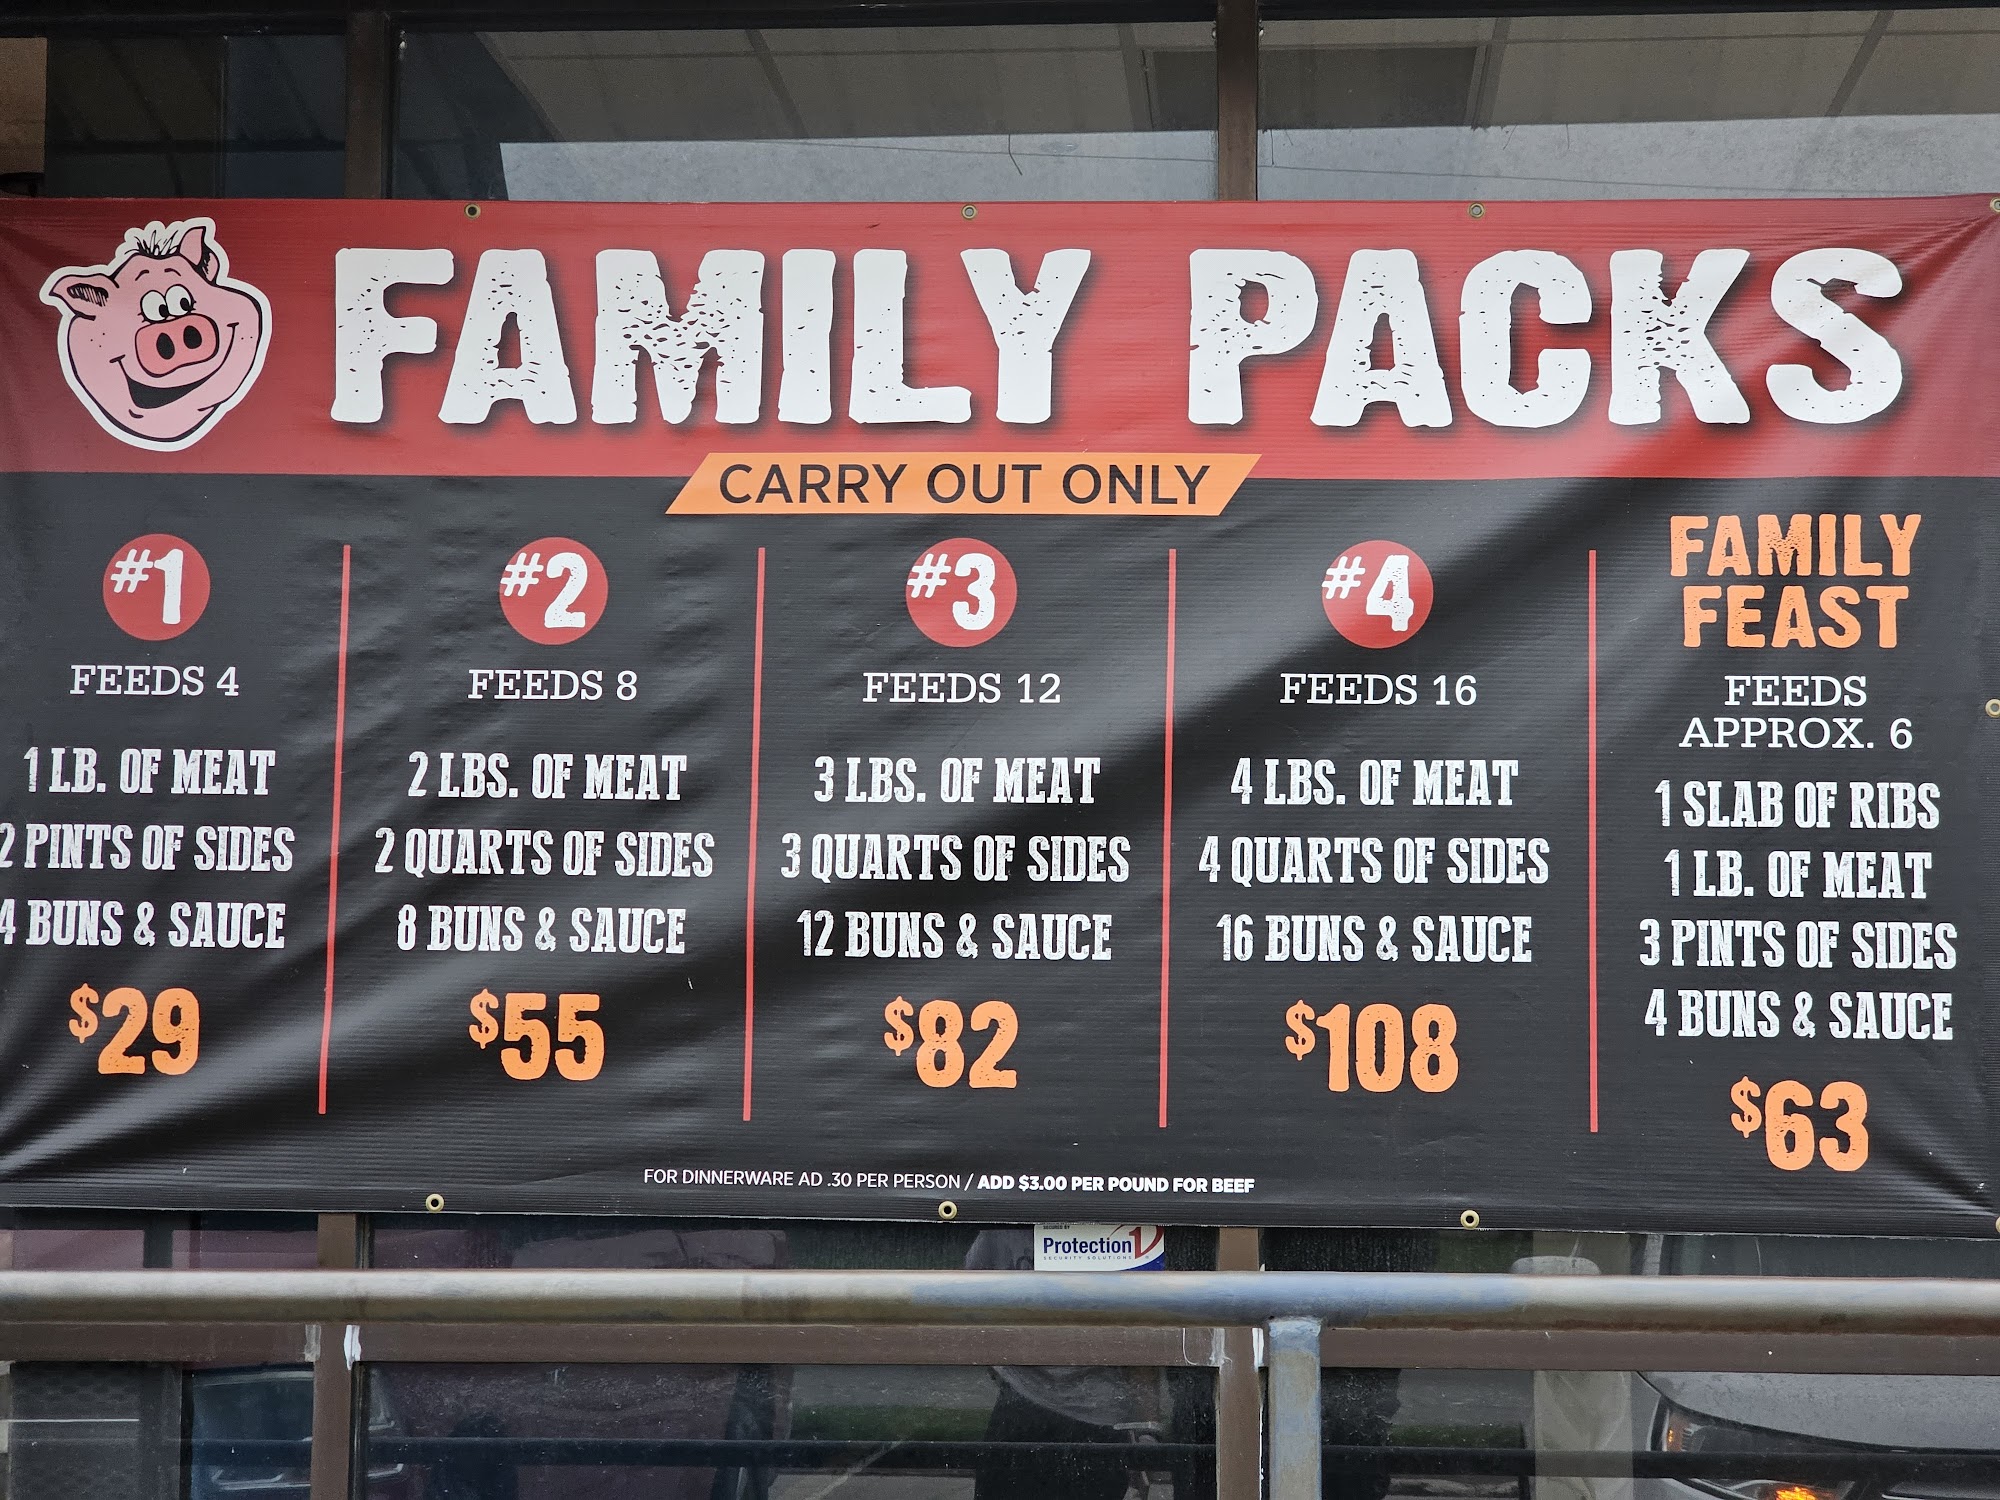 FAMILY PACKS
CARRY OUT ONLY
#1
FEEDS 4
1 LB. OF MEAT
2 PINTS OF SIDES
4 BUNS & SAUCE
$29
#2
FEEDS 8
2 LBS. OF MEAT
2 QUARTS OF SIDES
8 BUNS & SAUCE
$55
#3
FEEDS 12
3 LBS. OF MEAT
3 QUARTS OF SIDES
12 BUNS & SAUCE
$82
#4
FEEDS 16
4 LBS. OF MEAT
4 QUARTS OF SIDES
16 BUNS & SAUCE
$108
FAMILY
FEAST
FEEDS
APPROX. 6
1 SLAB OF RIBS
1 LB. OF MEAT
3 PINTS OF SIDES
4 BUNS & SAUCE
$63
FOR DINNERWARE AD .30 PER PERSON / ADD $3.00 PER POUND FOR BEEF
SECURED BY
Protection 1
SECURITY SOLUTIONS